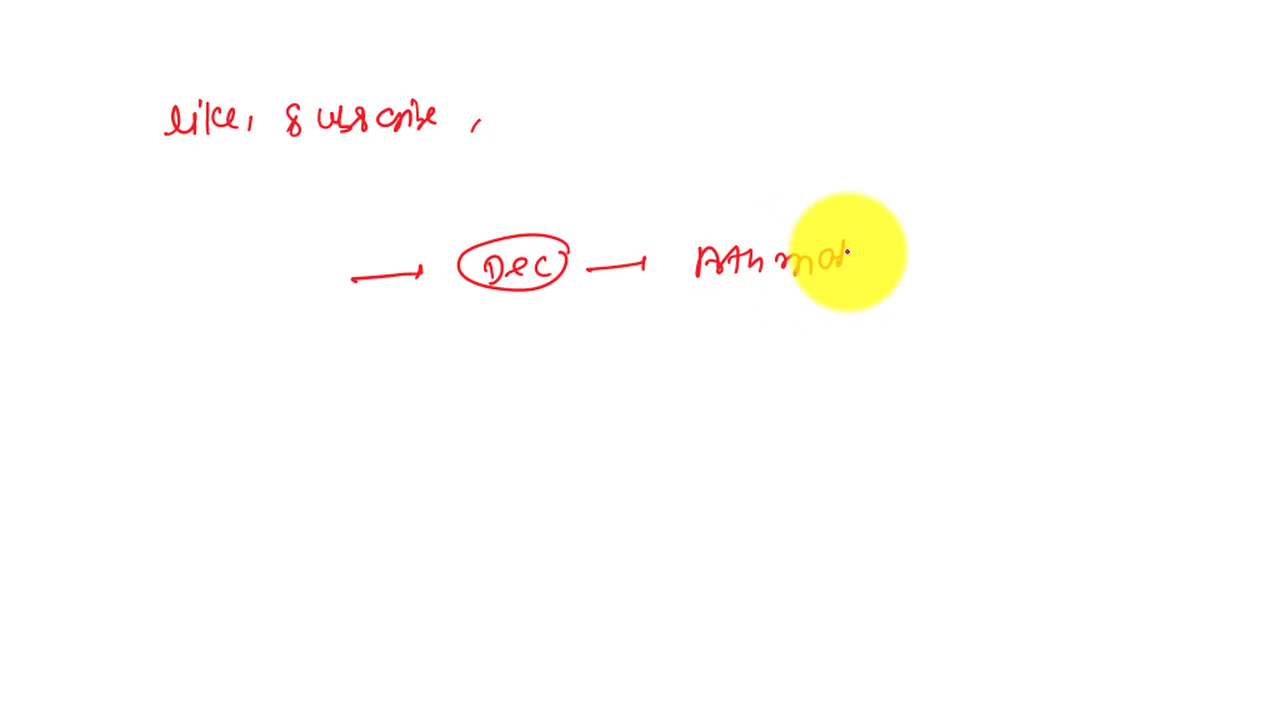 like, subscribe,
→ Dec →